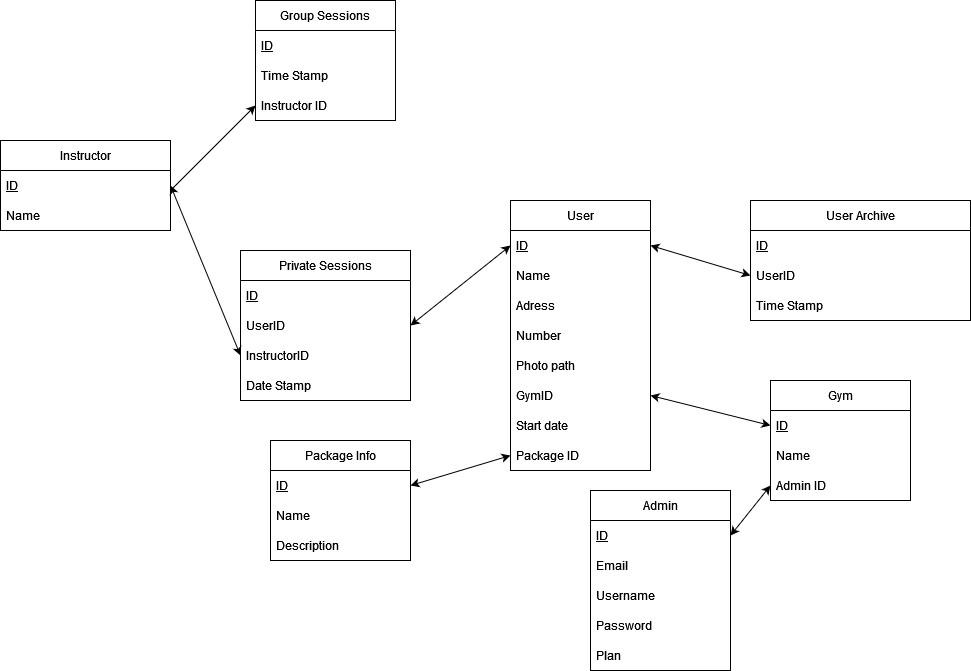 Group Sessions
ID
Time Stamp
Instructor ID
Instructor
ID
Name
Private Sessions
ID
UserID
InstructorID
Date Stamp
User
ID
Name
Adress
Number
Photo path
GymID
Start date
Package ID
User Archive
ID
UserID
Time Stamp
Gym
ID
Name
Admin ID
Package Info
ID
Name
Description
Admin
ID
Email
Username
Password
Plan